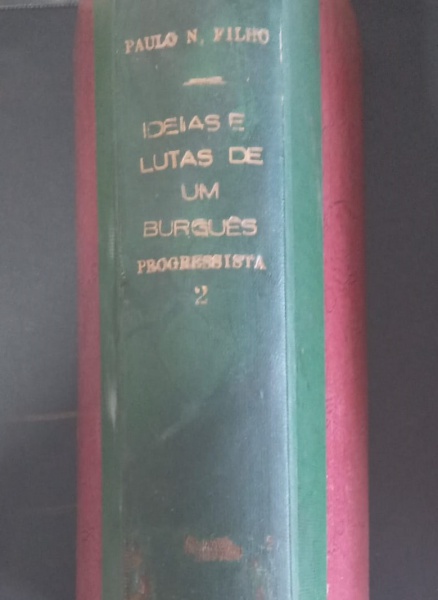 PAULO N. FILHO
IDEIAS E
LUTAS DE
UM
BURGUÊS
PROGRESSISTA
2